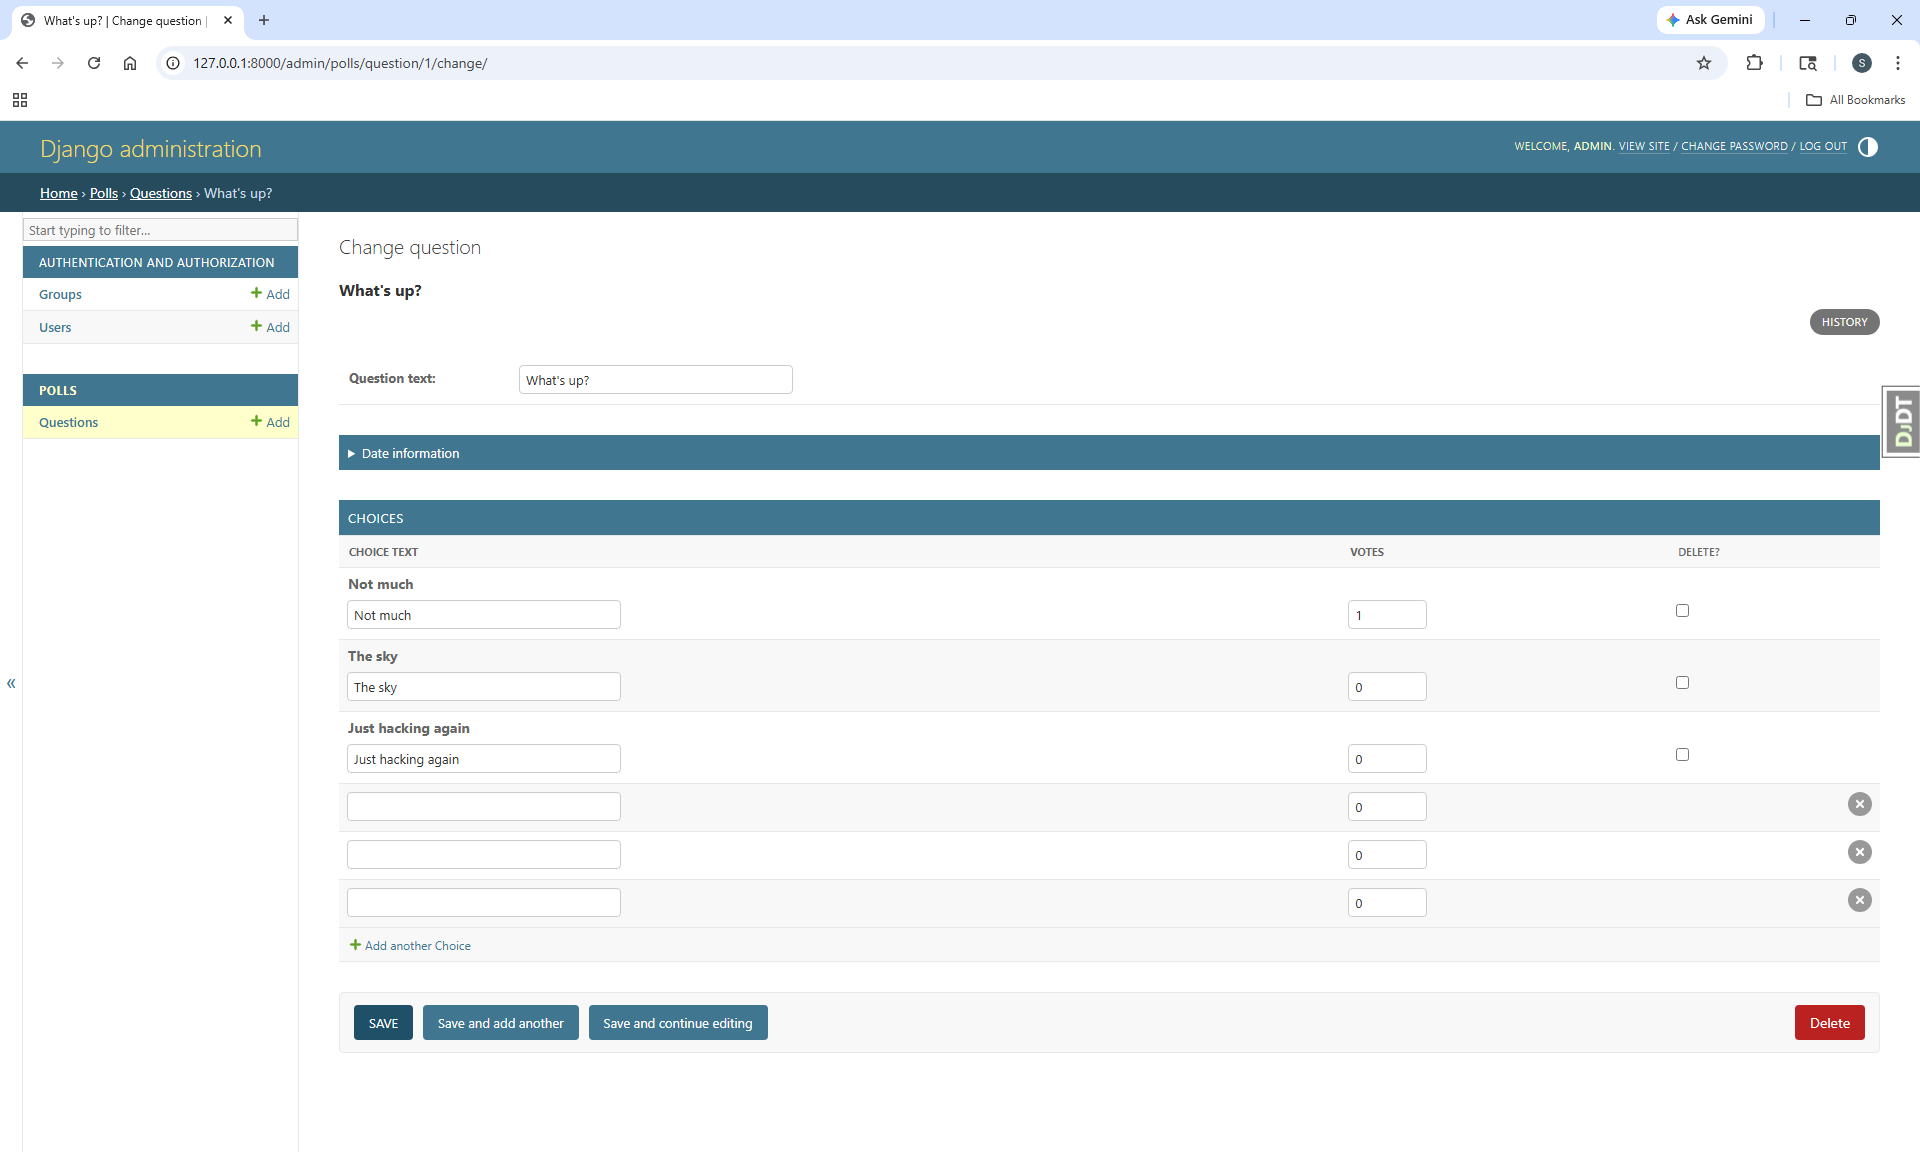 What's up? | Change question |
Ask Gemini
127.0.0.1:8000/admin/polls/question/1/change/
S
All Bookmarks
Django administration
WELCOME, ADMIN. VIEW SITE / CHANGE PASSWORD / LOG OUT
Home › Polls › Questions › What's up?
Start typing to filter...
AUTHENTICATION AND AUTHORIZATION
Groups
Add
Users
Add
POLLS
Questions
Add
«
Change question
What's up?
HISTORY
Question text:
What's up?
DJDT
Date information
CHOICES
CHOICE TEXT VOTES DELETE?
Not much
Not much 1
The sky
The sky 0
Just hacking again
Just hacking again 0
0
0
0
Add another Choice
SAVE
Save and add another
Save and continue editing
Delete